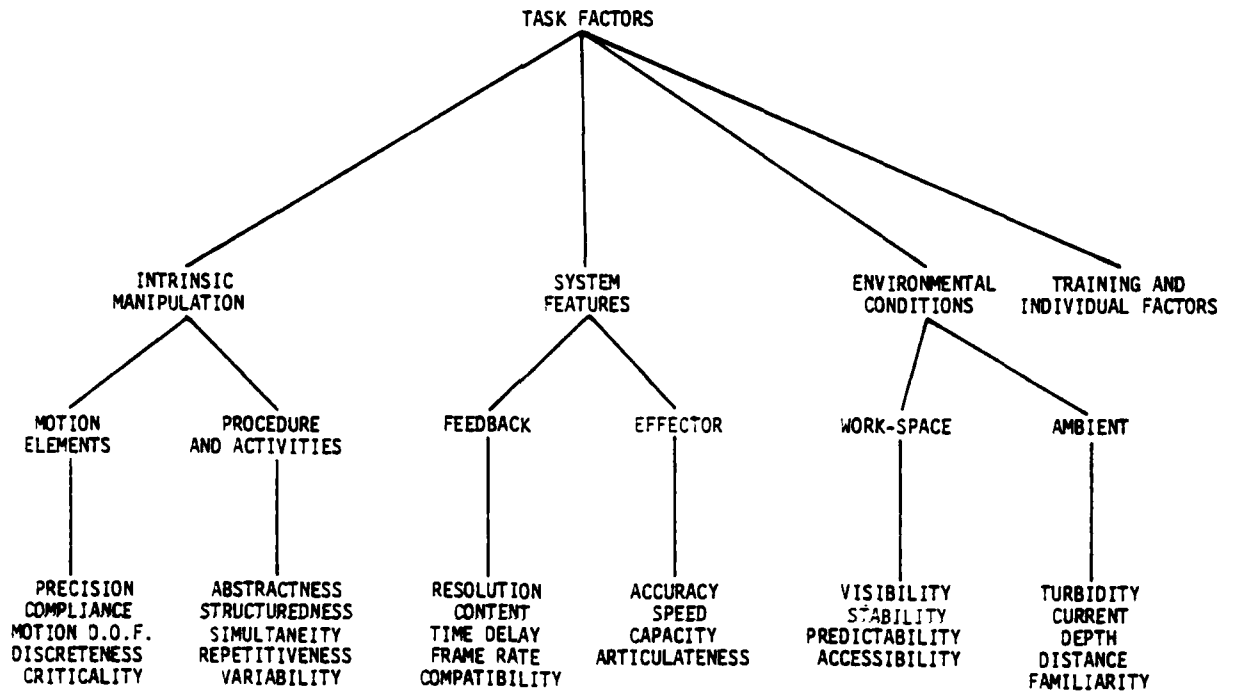 TASK FACTORS
INTRINSIC
MANIPULATION
SYSTEM
FEATURES
ENVIRONMENTAL
CONDITIONS
TRAINING AND
INDIVIDUAL FACTORS
MOTION
ELEMENTS
PROCEDURE
AND ACTIVITIES
FEEDBACK
EFFECTOR
WORK-SPACE
AMBIENT
PRECISION
COMPLIANCE
MOTION D.O.F.
DISCRETENESS
CRITICALITY
ABSTRACTNESS
STRUCTUREDNESS
SIMULTANEITY
REPETITIVENESS
VARIABILITY
RESOLUTION
CONTENT
TIME DELAY
FRAME RATE
COMPATIBILITY
ACCURACY
SPEED
CAPACITY
ARTICULATENESS
VISIBILITY
STABILITY
PREDICTABILITY
ACCESSIBILITY
TURBIDITY
CURRENT
DEPTH
DISTANCE
FAMILIARITY